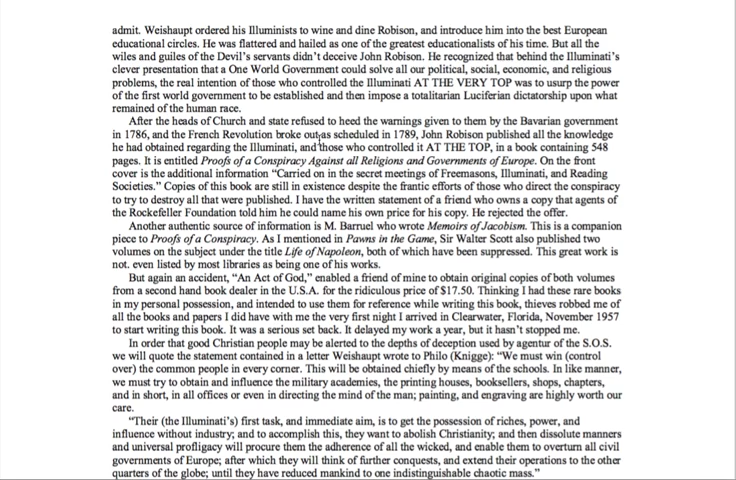 admit. Weishaupt ordered his Illuminists to wine and dine Robison, and introduce him into the best European
educational circles. He was flattered and hailed as one of the greatest educationalists of his time. But all the
wiles and guiles of the Devil's servants didn't deceive John Robison. He recognized that behind the Illuminati's
clever presentation that a One World Government could solve all our political, social, economic, and religious
problems, the real intention of those who controlled the Illuminati AT THE VERY TOP was to usurp the power
of the first world government to be established and then impose a totalitarian Luciferian dictatorship upon what
remained of the human race.
After the heads of Church and state refused to heed the warnings given to them by the Bavarian government
in 1786, and the French Revolution broke out as scheduled in 1789, John Robison published all the knowledge
he had obtained regarding the Illuminati, and those who controlled it AT THE TOP, in a book containing 548
pages. It is entitled Proofs of a Conspiracy Against all Religions and Governments of Europe. On the front
cover is the additional information “Carried on in the secret meetings of Freemasons, Illuminati, and Reading
Societies.” Copies of this book are still in existence despite the frantic efforts of those who direct the conspiracy
to try to destroy all that were published. I have the written statement of a friend who owns a copy that agents of
the Rockefeller Foundation told him he could name his own price for his copy. He rejected the offer.
Another authentic source of information is M. Barruel who wrote Memoirs of Jacobism. This is a companion
piece to Proofs of a Conspiracy. As I mentioned in Pawns in the Game, Sir Walter Scott also published two
volumes on the subject under the title Life of Napoleon, both of which have been suppressed. This great work is
not. even listed by most libraries as being one of his works.
But again an accident, “An Act of God,” enabled a friend of mine to obtain original copies of both volumes
from a second hand book dealer in the U.S.A. for the ridiculous price of $17.50. Thinking I had these rare books
in my personal possession, and intended to use them for reference while writing this book, thieves robbed me of
all the books and papers I did have with me the very first night I arrived in Clearwater, Florida, November 1957
to start writing this book. It was a serious set back. It delayed my work a year, but it hasn't stopped me.
In order that good Christian people may be alerted to the depths of deception used by agentur of the S.O.S.
we will quote the statement contained in a letter Weishaupt wrote to Philo (Knigge): “We must win (control
over) the common people in every corner. This will be obtained chiefly by means of the schools. In like manner,
we must try to obtain and influence the military academies, the printing houses, booksellers, shops, chapters,
and in short, in all offices or even in directing the mind of the man; painting, and engraving are highly worth our
care.
“Their (the Illuminati's) first task, and immediate aim, is to get the possession of riches, power, and
influence without industry; and to accomplish this, they want to abolish Christianity; and then dissolute manners
and universal profligacy will procure them the adherence of all the wicked, and enable them to overturn all civil
governments of Europe; after which they will think of further conquests, and extend their operations to the other
quarters of the globe; until they have reduced mankind to one indistinguishable chaotic mass.”